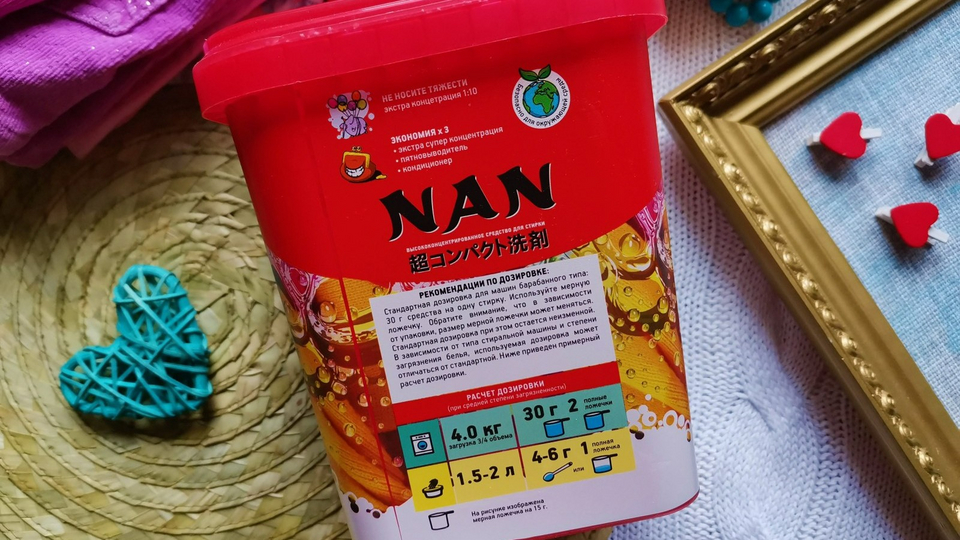 НЕ НОСИТЕ ТЯЖЕСТИ
экстра концетрация 1:10
Безопасно для окружающей среды
ЭКОНОМИЯ х 3
• экстра супер концентрация
• пятновыводитель
• кондиционер
NAN
ВЫСОКОКОНЦЕНТРИРОВАННОЕ СРЕДСТВО ДЛЯ СТИРКИ
超コンパクト洗剤
РЕКОМЕНДАЦИИ ПО ДОЗИРОВКЕ:
Стандартная дозировка для машин барабанного типа:
30 г средства на одну стирку. Используйте мерную
ложечку. Обратите внимание, что в зависимости
от упаковки, размер мерной ложечки может меняться.
Стандартная дозировка при этом остается неизменной.
В зависимости от типа стиральной машины и степени
загрязнения белья, используемая дозировка может
отличаться от стандартной. Ниже приведен примерный
расчет дозировки.
РАСЧЕТ ДОЗИРОВКИ
(при средней степени загрязненности)
4.0 кг
загрузка 3/4 объема
30 г 2 полные
ложечки
1.5-2 л
4-6 г 1 полная
ложечка
или
На рисунке изображена
мерная ложечка на 15 г.